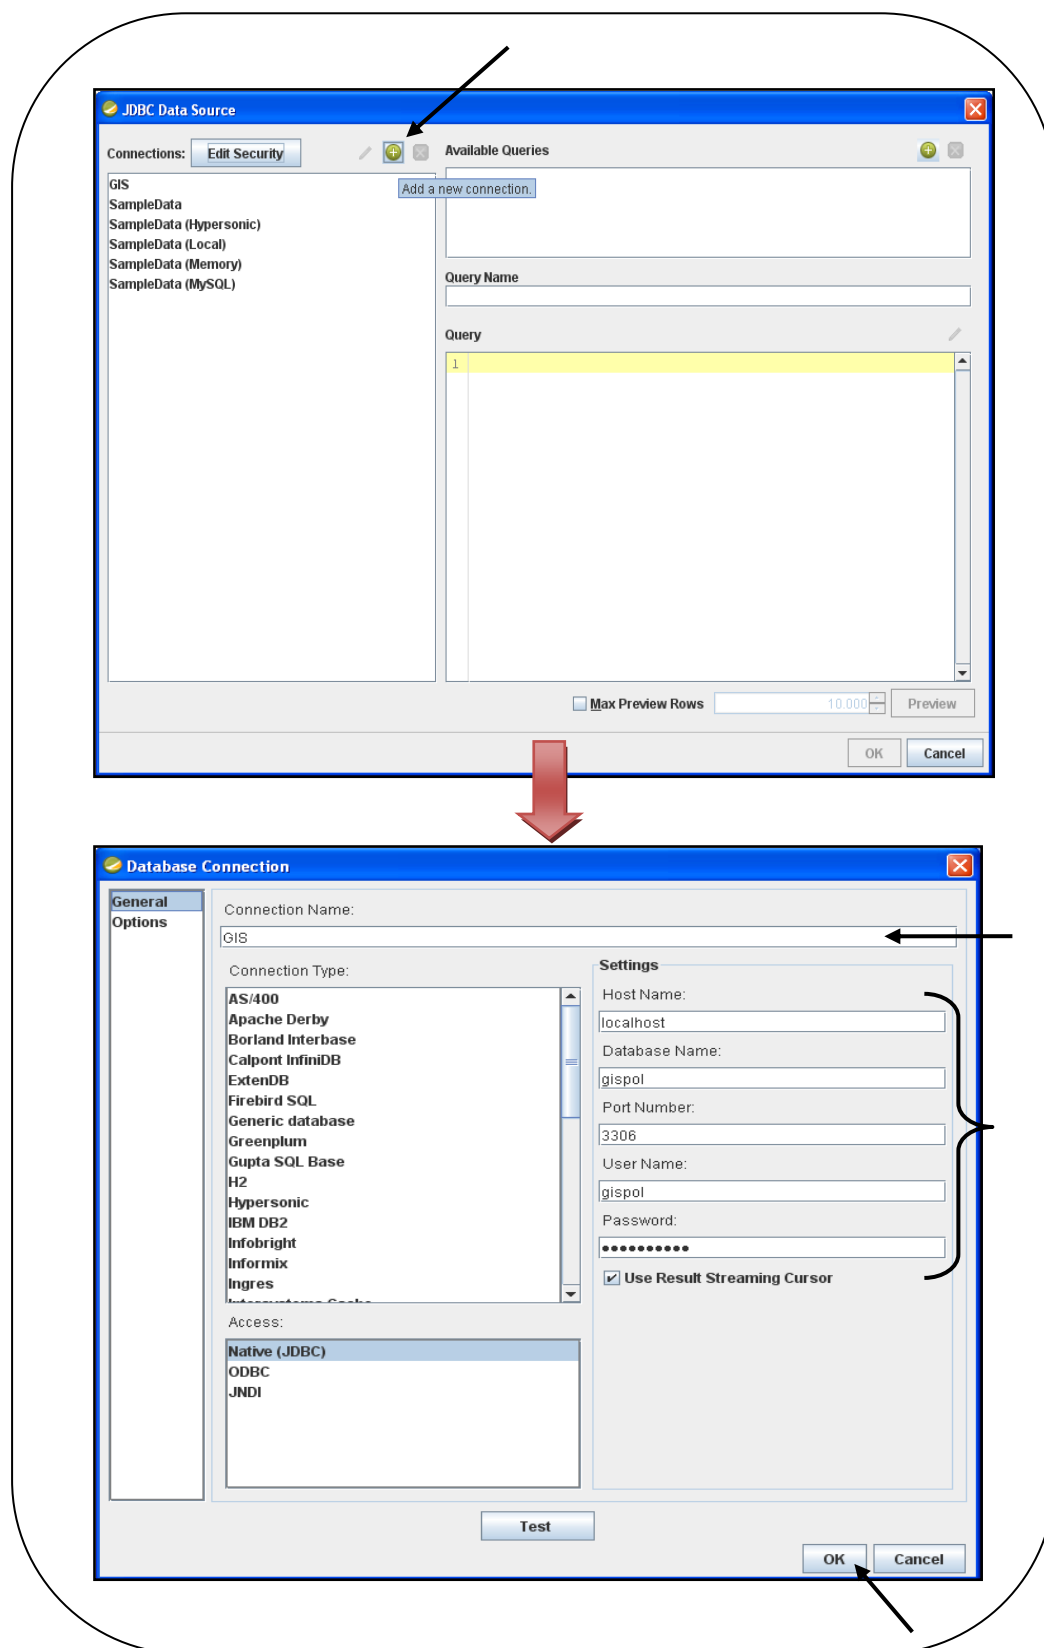 JDBC Data Source
Connections:
Edit Security
Available Queries
GIS
SampleData
SampleData (Hypersonic)
SampleData (Local)
SampleData (Memory)
SampleData (MySQL)
Add a new connection.
Query Name
Query
1
Max Preview Rows
10.000
Preview
OK
Cancel
Database Connection
General
Options
Connection Name:
GIS
Connection Type:
AS/400
Apache Derby
Borland Interbase
Calpont InfiniDB
ExtenDB
Firebird SQL
Generic database
Greenplum
Gupta SQL Base
H2
Hypersonic
IBM DB2
Infobright
Informix
Ingres
Access:
Native (JDBC)
ODBC
JNDI
Settings
Host Name:
localhost
Database Name:
gispol
Port Number:
3306
User Name:
gispol
Password:
●●●●●●●●●●
Use Result Streaming Cursor
Test
OK
Cancel